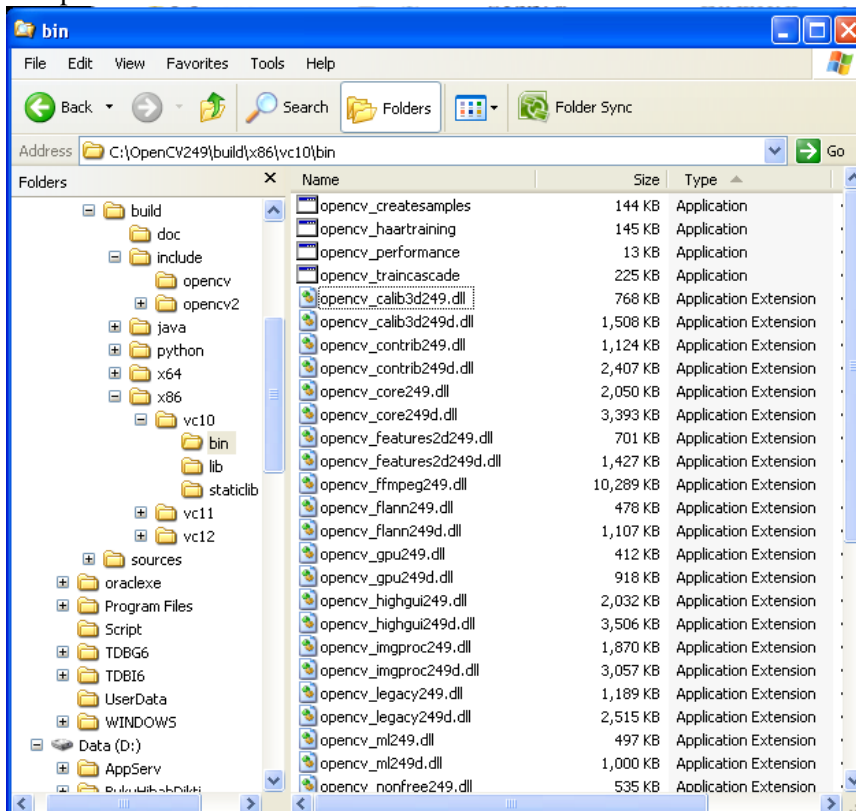 bin
File Edit View Favorites Tools Help
Back Search Folders Folder Sync
Address C:\OpenCV249\build\x86\vc10\bin Go
Folders
build
doc
include
opencv
opencv2
java
python
x64
x86
vc10
bin
lib
staticlib
vc11
vc12
sources
oraclexe
Program Files
Script
TDBG6
TDBI6
UserData
WINDOWS
Data (D:)
AppServ
BukuHibahDikti
Name Size Type
opencv_createsamples 144 KB Application
opencv_haartraining 145 KB Application
opencv_performance 13 KB Application
opencv_traincascade 225 KB Application
opencv_calib3d249.dll 768 KB Application Extension
opencv_calib3d249d.dll 1,508 KB Application Extension
opencv_contrib249.dll 1,124 KB Application Extension
opencv_contrib249d.dll 2,407 KB Application Extension
opencv_core249.dll 2,050 KB Application Extension
opencv_core249d.dll 3,393 KB Application Extension
opencv_features2d249.dll 701 KB Application Extension
opencv_features2d249d.dll 1,427 KB Application Extension
opencv_ffmpeg249.dll 10,289 KB Application Extension
opencv_flann249.dll 478 KB Application Extension
opencv_flann249d.dll 1,107 KB Application Extension
opencv_gpu249.dll 412 KB Application Extension
opencv_gpu249d.dll 918 KB Application Extension
opencv_highgui249.dll 2,032 KB Application Extension
opencv_highgui249d.dll 3,506 KB Application Extension
opencv_imgproc249.dll 1,870 KB Application Extension
opencv_imgproc249d.dll 3,057 KB Application Extension
opencv_legacy249.dll 1,189 KB Application Extension
opencv_legacy249d.dll 2,515 KB Application Extension
opencv_ml249.dll 497 KB Application Extension
opencv_ml249d.dll 1,000 KB Application Extension
opencv_nonfree249.dll 535 KB Application Extension